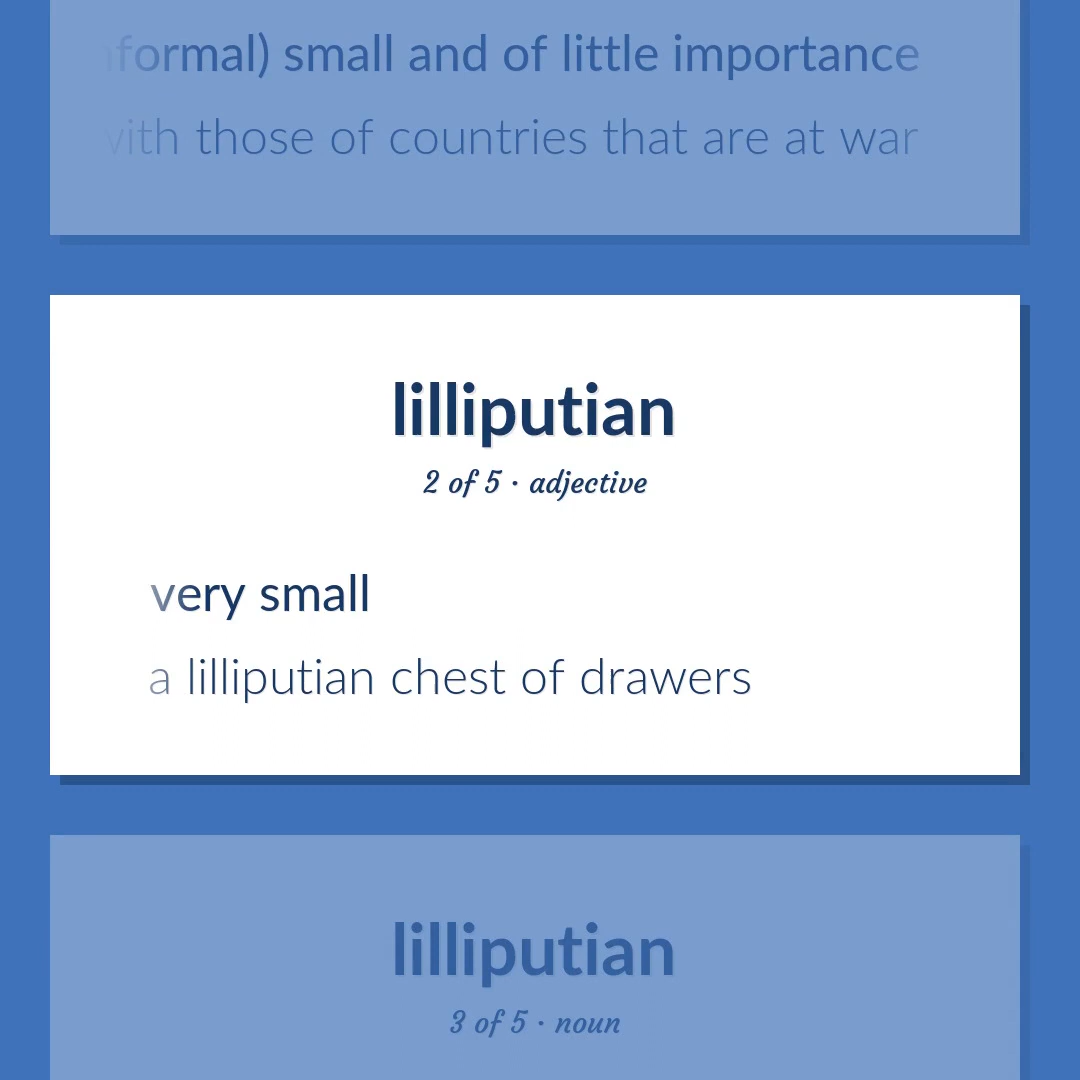 formal) small and of little importance
with those of countries that are at war
lilliputian
2 of 5 · adjective
very small
a lilliputian chest of drawers
lilliputian
3 of 5 · noun